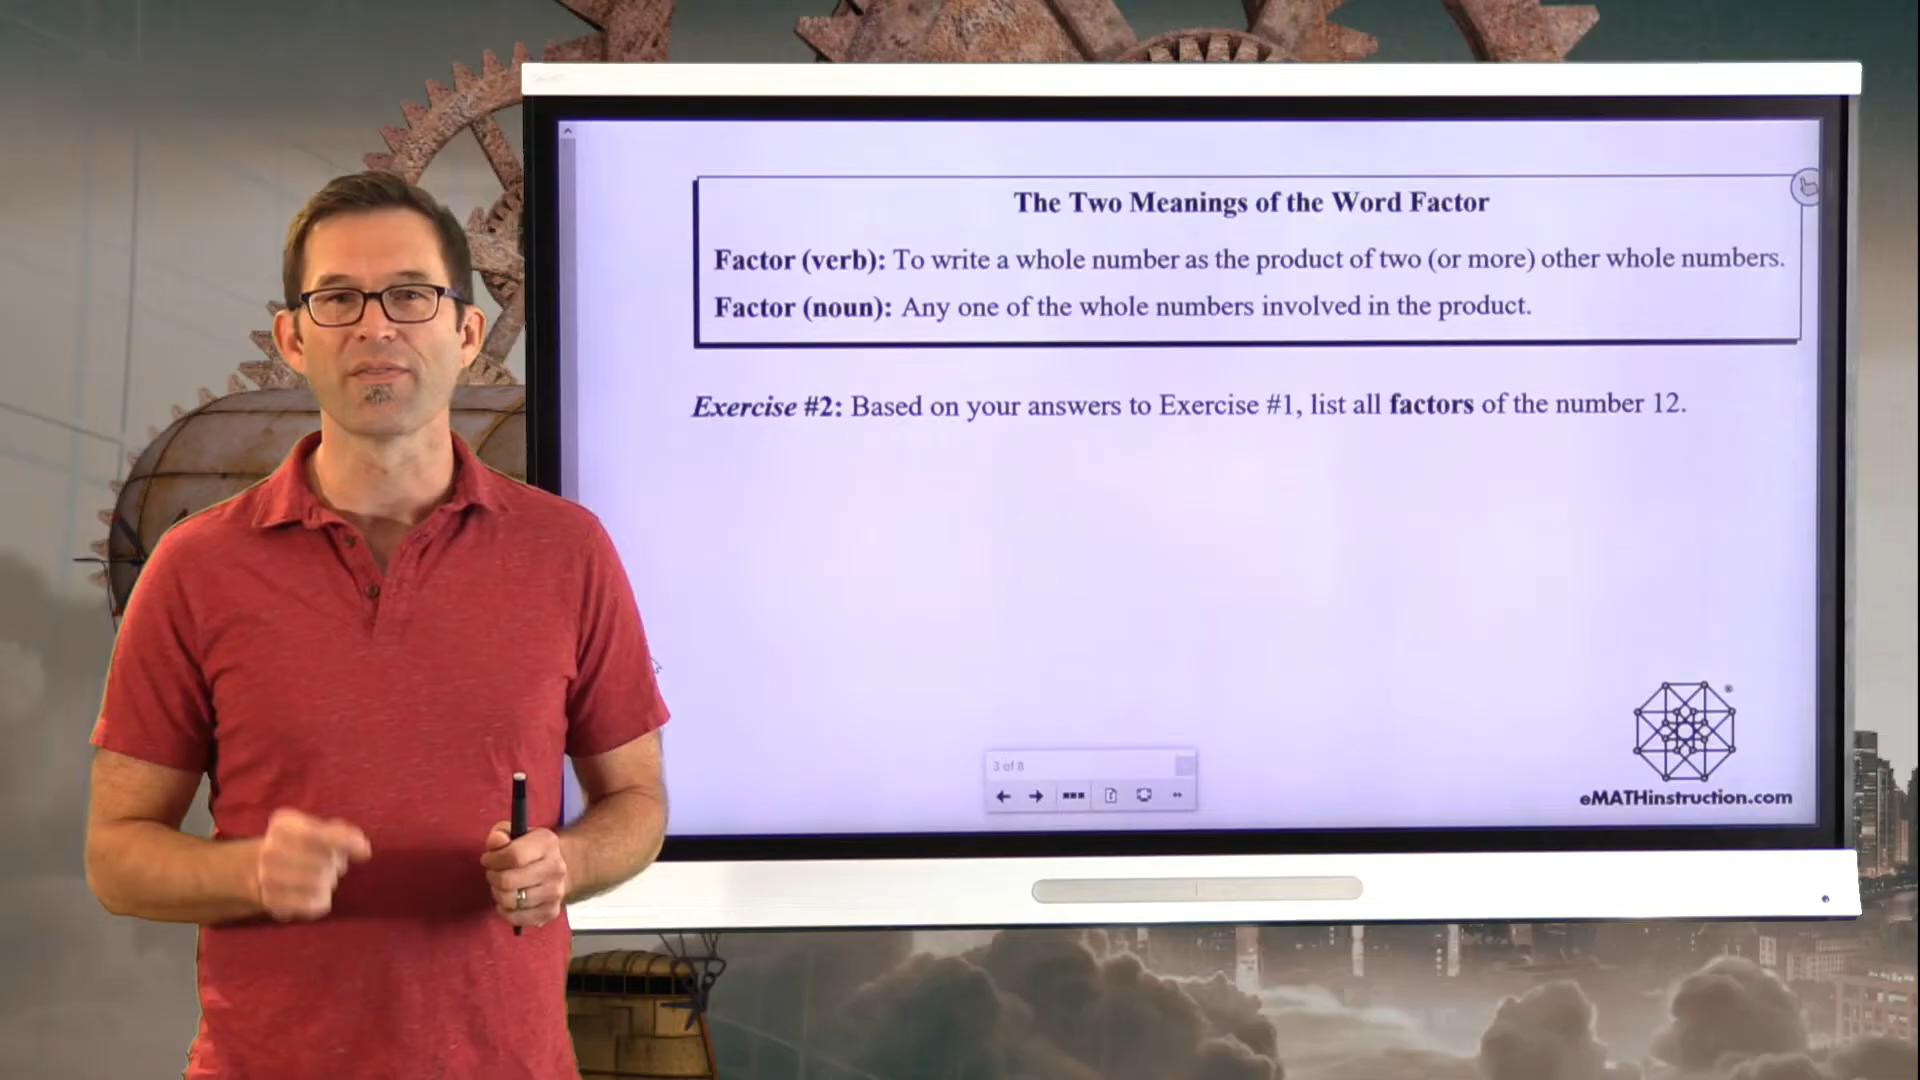 The Two Meanings of the Word Factor
Factor (verb): To write a whole number as the product of two (or more) other whole numbers.
Factor (noun): Any one of the whole numbers involved in the product.
Exercise #2: Based on your answers to Exercise #1, list all factors of the number 12.
3 of 8
®
eMATHinstruction.com